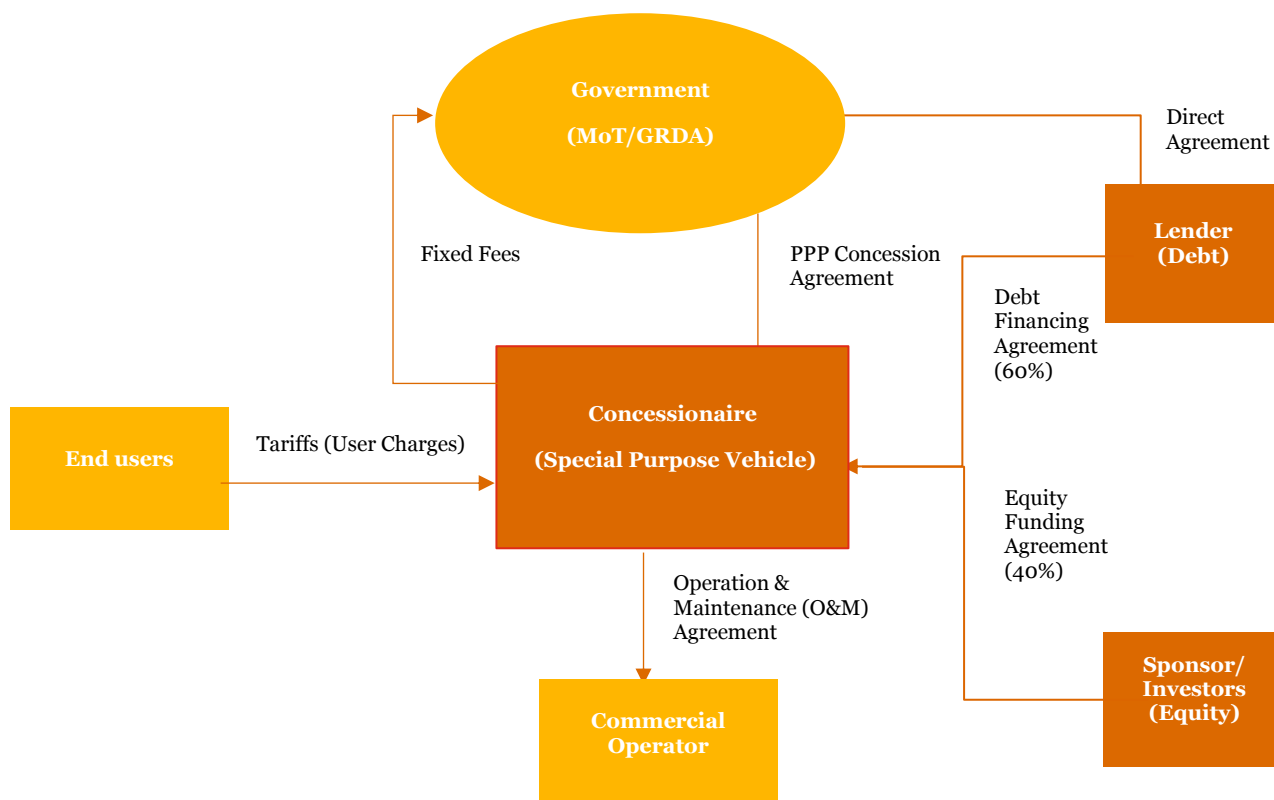 Government
(MoT/GRDA)
Direct
Agreement
Lender
(Debt)
Fixed Fees
PPP Concession
Agreement
Debt
Financing
Agreement
(60%)
Concessionaire
(Special Purpose Vehicle)
End users
Tariffs (User Charges)
Equity
Funding
Agreement
(40%)
Operation &
Maintenance (O&M)
Agreement
Sponsor/
Investors
(Equity)
Commercial
Operator